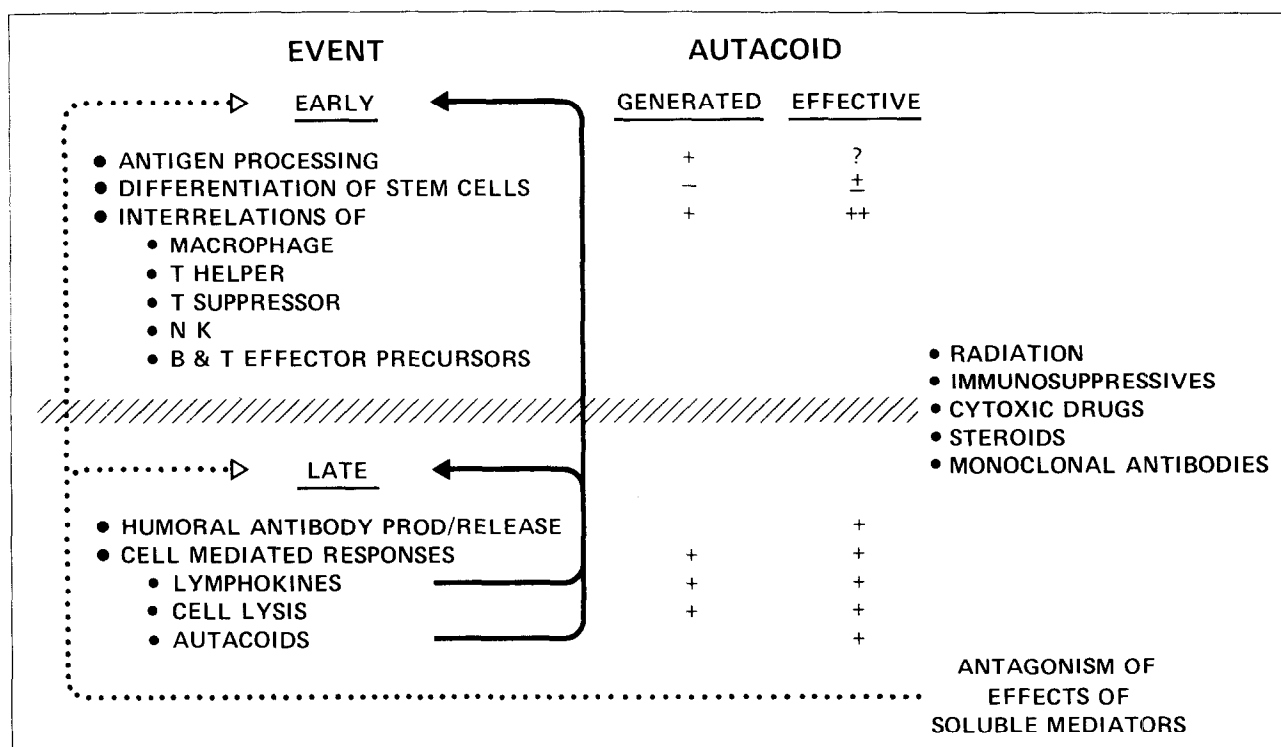 EVENT AUTACOID
EARLY GENERATED EFFECTIVE
• ANTIGEN PROCESSING + ?
• DIFFERENTIATION OF STEM CELLS − ±
• INTERRELATIONS OF + ++
• MACROPHAGE
• T HELPER
• T SUPPRESSOR
• N K
• B & T EFFECTOR PRECURSORS
• RADIATION
• IMMUNOSUPPRESSIVES
• CYTOXIC DRUGS
• STEROIDS
• MONOCLONAL ANTIBODIES
LATE
• HUMORAL ANTIBODY PROD/RELEASE +
• CELL MEDIATED RESPONSES + +
• LYMPHOKINES + +
• CELL LYSIS + +
• AUTACOIDS +
ANTAGONISM OF
EFFECTS OF
SOLUBLE MEDIATORS